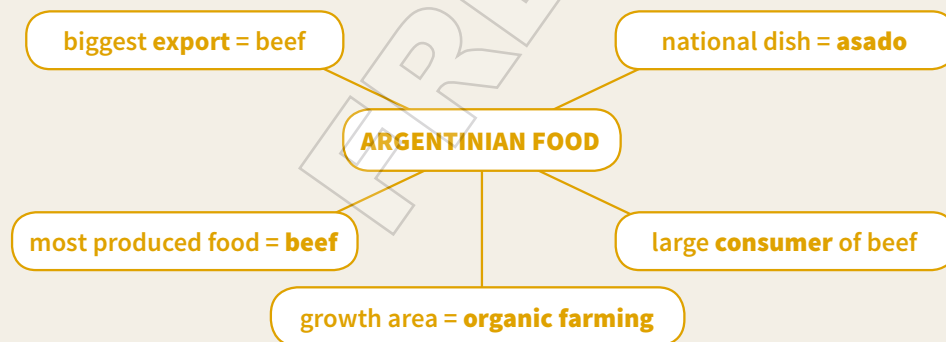 biggest export = beef
national dish = asado
ARGENTINIAN FOOD
most produced food = beef
large consumer of beef
growth area = organic farming